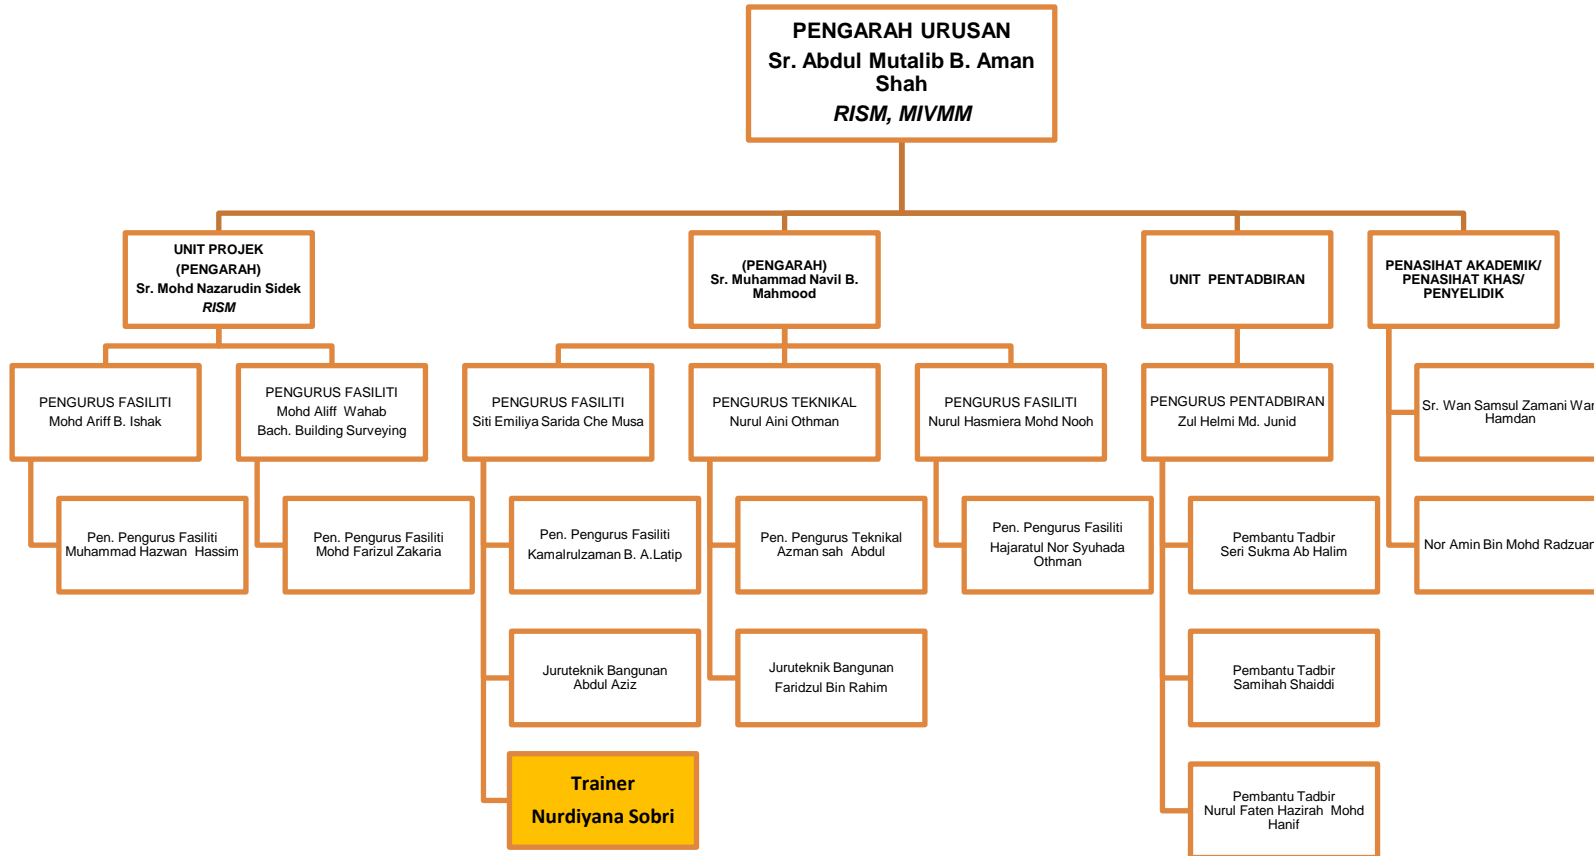 PENGARAH URUSAN
Sr. Abdul Mutalib B. Aman
Shah
RISM, MIVMM
UNIT PROJEK
(PENGARAH)
Sr. Mohd Nazarudin Sidek
RISM
(PENGARAH)
Sr. Muhammad Navil B.
Mahmood
UNIT PENTADBIRAN
PENASIHAT AKADEMIK/
PENASIHAT KHAS/
PENYELIDIK
PENGURUS FASILITI
Mohd Ariff B. Ishak
PENGURUS FASILITI
Mohd Aliff Wahab
Bach. Building Surveying
PENGURUS FASILITI
Siti Emiliya Sarida Che Musa
PENGURUS TEKNIKAL
Nurul Aini Othman
PENGURUS FASILITI
Nurul Hasmiera Mohd Nooh
PENGURUS PENTADBIRAN
Zul Helmi Md. Junid
Sr. Wan Samsul Zamani Wan
Hamdan
Pen. Pengurus Fasiliti
Muhammad Hazwan Hassim
Pen. Pengurus Fasiliti
Mohd Farizul Zakaria
Pen. Pengurus Fasiliti
Kamalrulzaman B. A.Latip
Pen. Pengurus Teknikal
Azman sah Abdul
Pen. Pengurus Fasiliti
Hajaratul Nor Syuhada
Othman
Pembantu Tadbir
Seri Sukma Ab Halim
Nor Amin Bin Mohd Radzuan
Juruteknik Bangunan
Abdul Aziz
Juruteknik Bangunan
Faridzul Bin Rahim
Pembantu Tadbir
Samihah Shaiddi
Trainer
Nurdiyana Sobri
Pembantu Tadbir
Nurul Faten Hazirah Mohd
Hanif